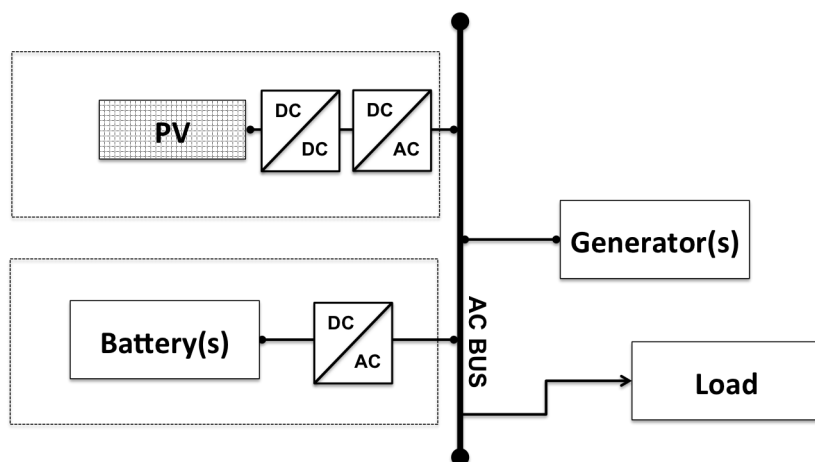 PV
DC
DC
DC
AC
Generator(s)
Battery(s)
DC
AC
AC BUS
Load